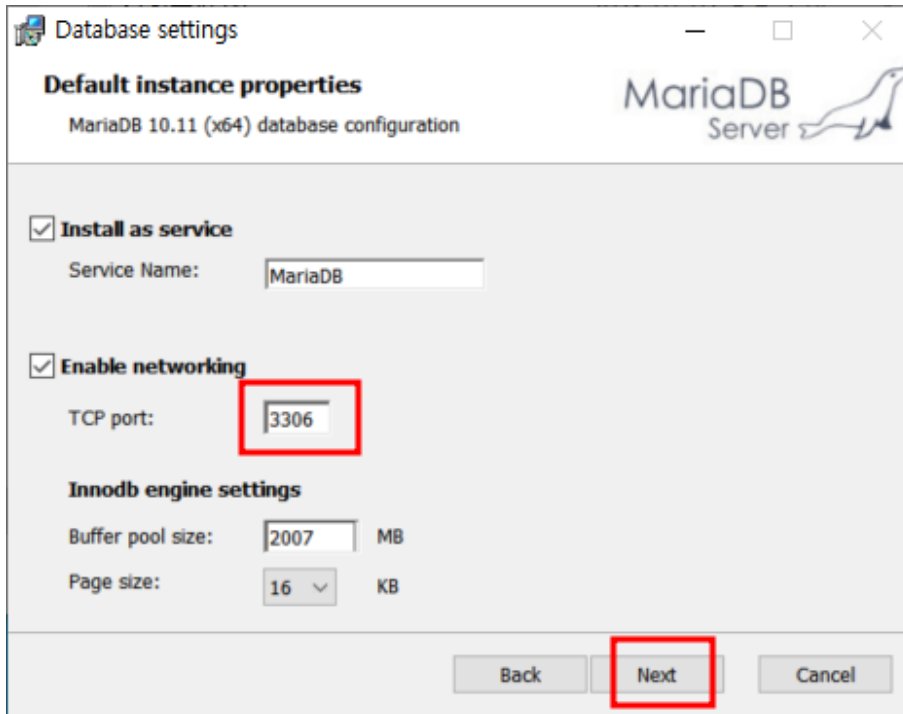 Database settings
Default instance properties
MariaDB 10.11 (x64) database configuration
MariaDB
Server
Install as service
Service Name: MariaDB
Enable networking
TCP port: 3306
Innodb engine settings
Buffer pool size: 2007 MB
Page size: 16 KB
Back Next Cancel